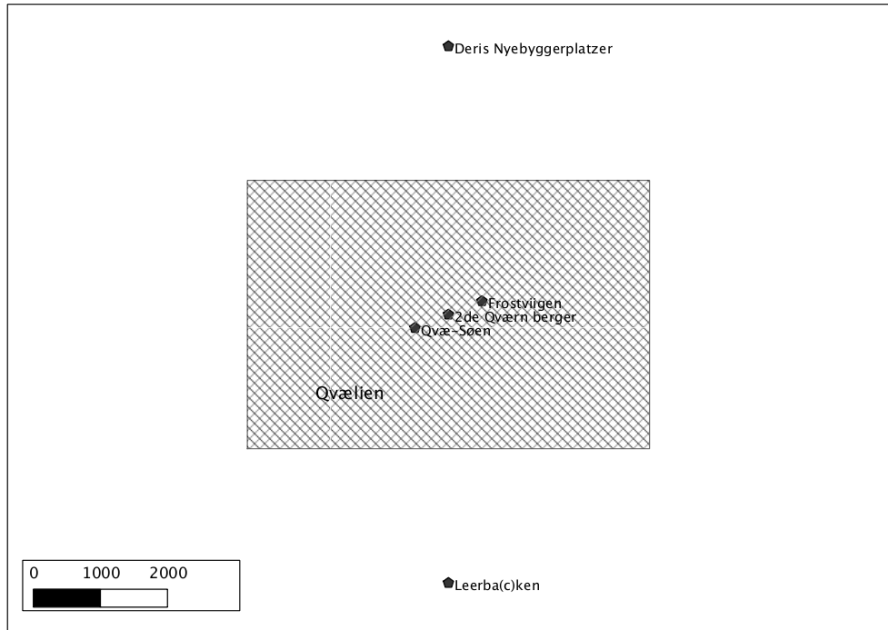 Deris Nyebyggerplatzer
Frostviigen
2de Qværn berger
Qvæ-Søen
Qvælien
0 1000 2000
Leerba(c)ken